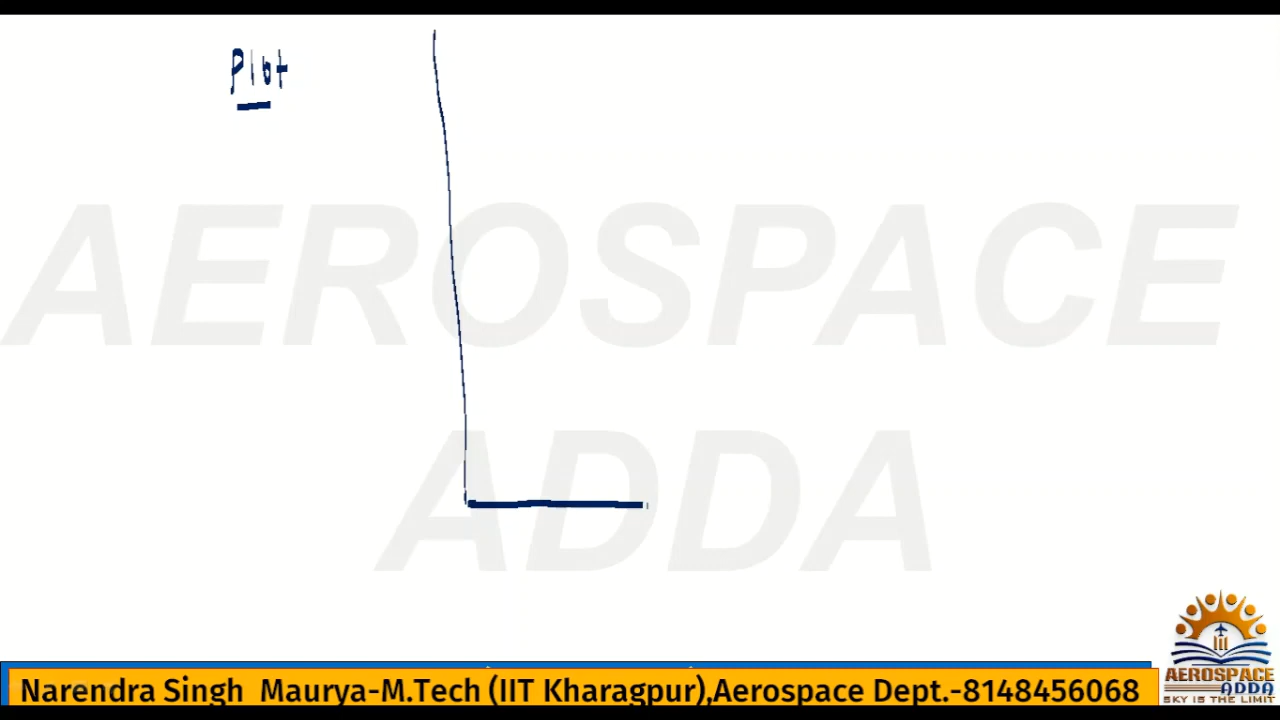 Plot
AEROSPACE
ADDA
Narendra Singh Maurya-M.Tech (IIT Kharagpur),Aerospace Dept.-8148456068
AEROSPACE
ADDA
SKY IS THE LIMIT